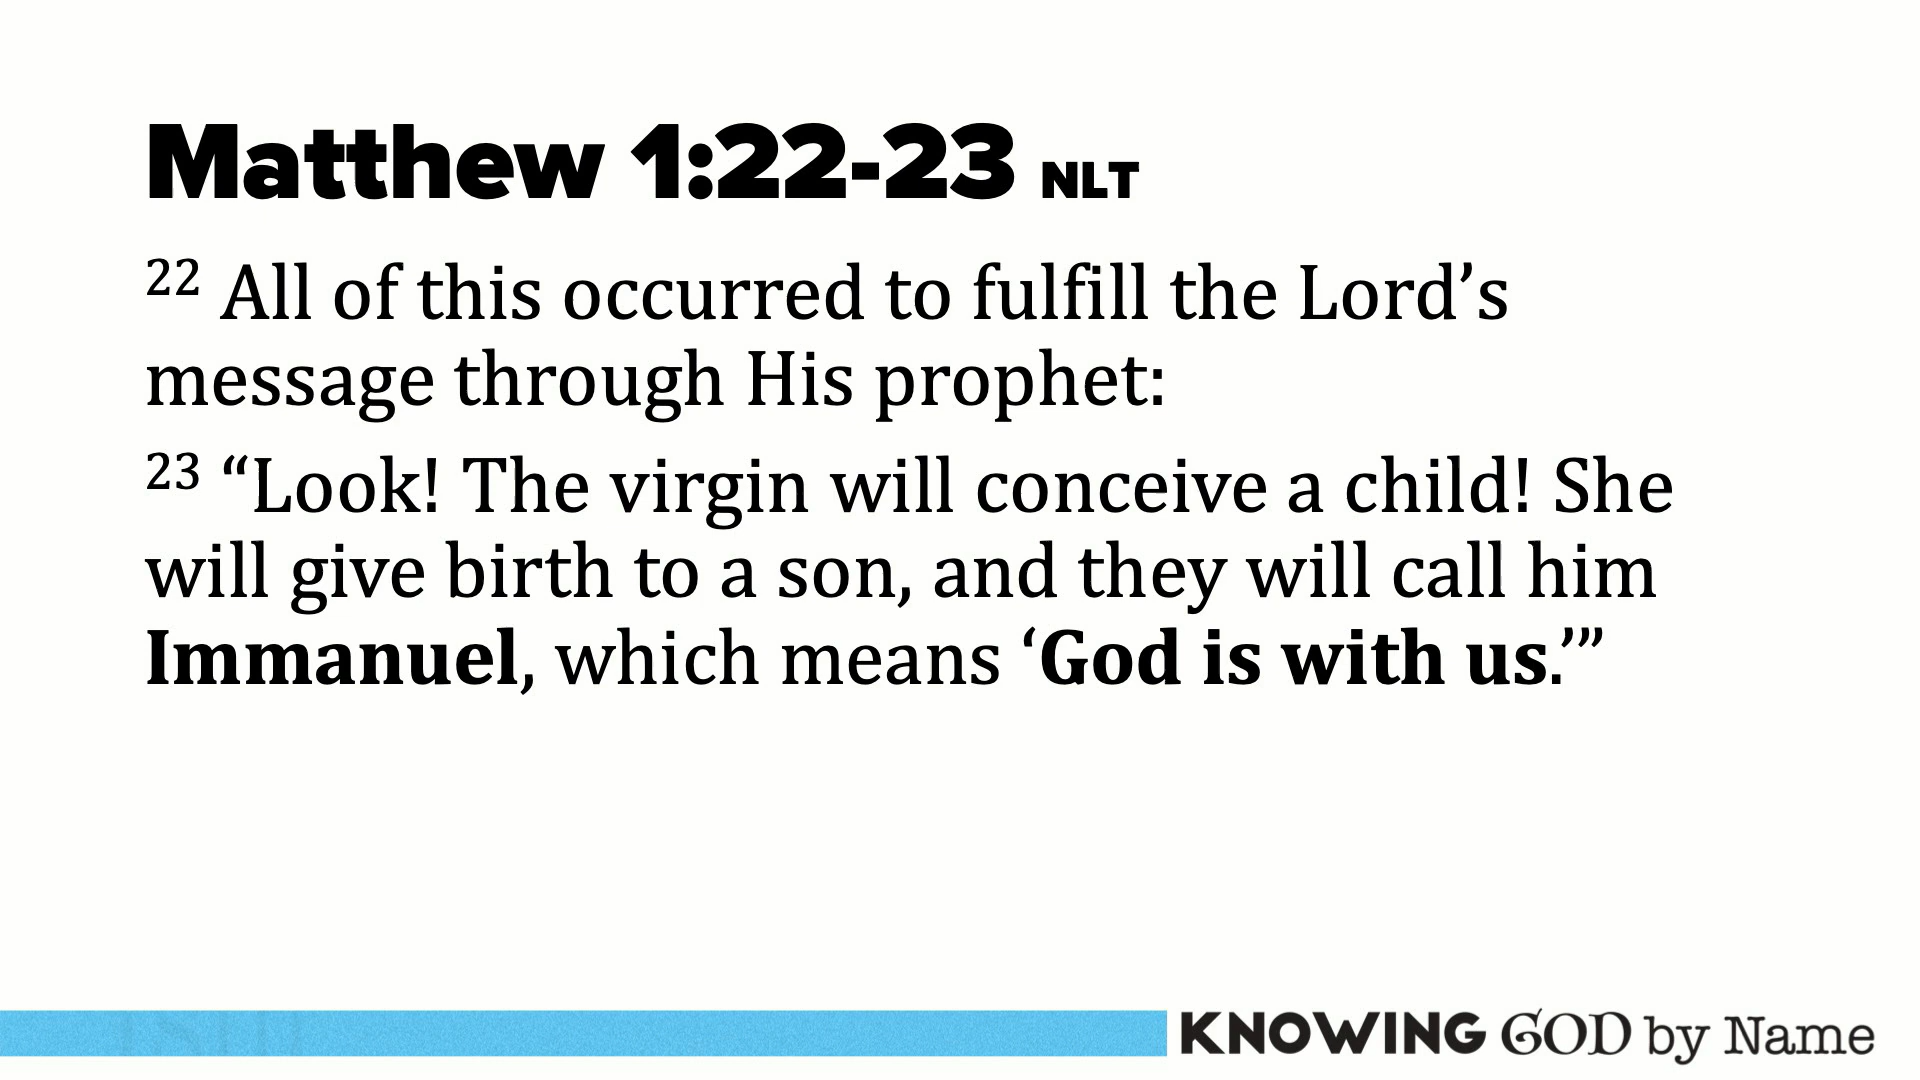 Matthew 1:22-23 NLT
22 All of this occurred to fulfill the Lord’s
message through His prophet:
23 “Look! The virgin will conceive a child! She
will give birth to a son, and they will call him
Immanuel, which means ‘God is with us.’”
KNOWING GOD by Name